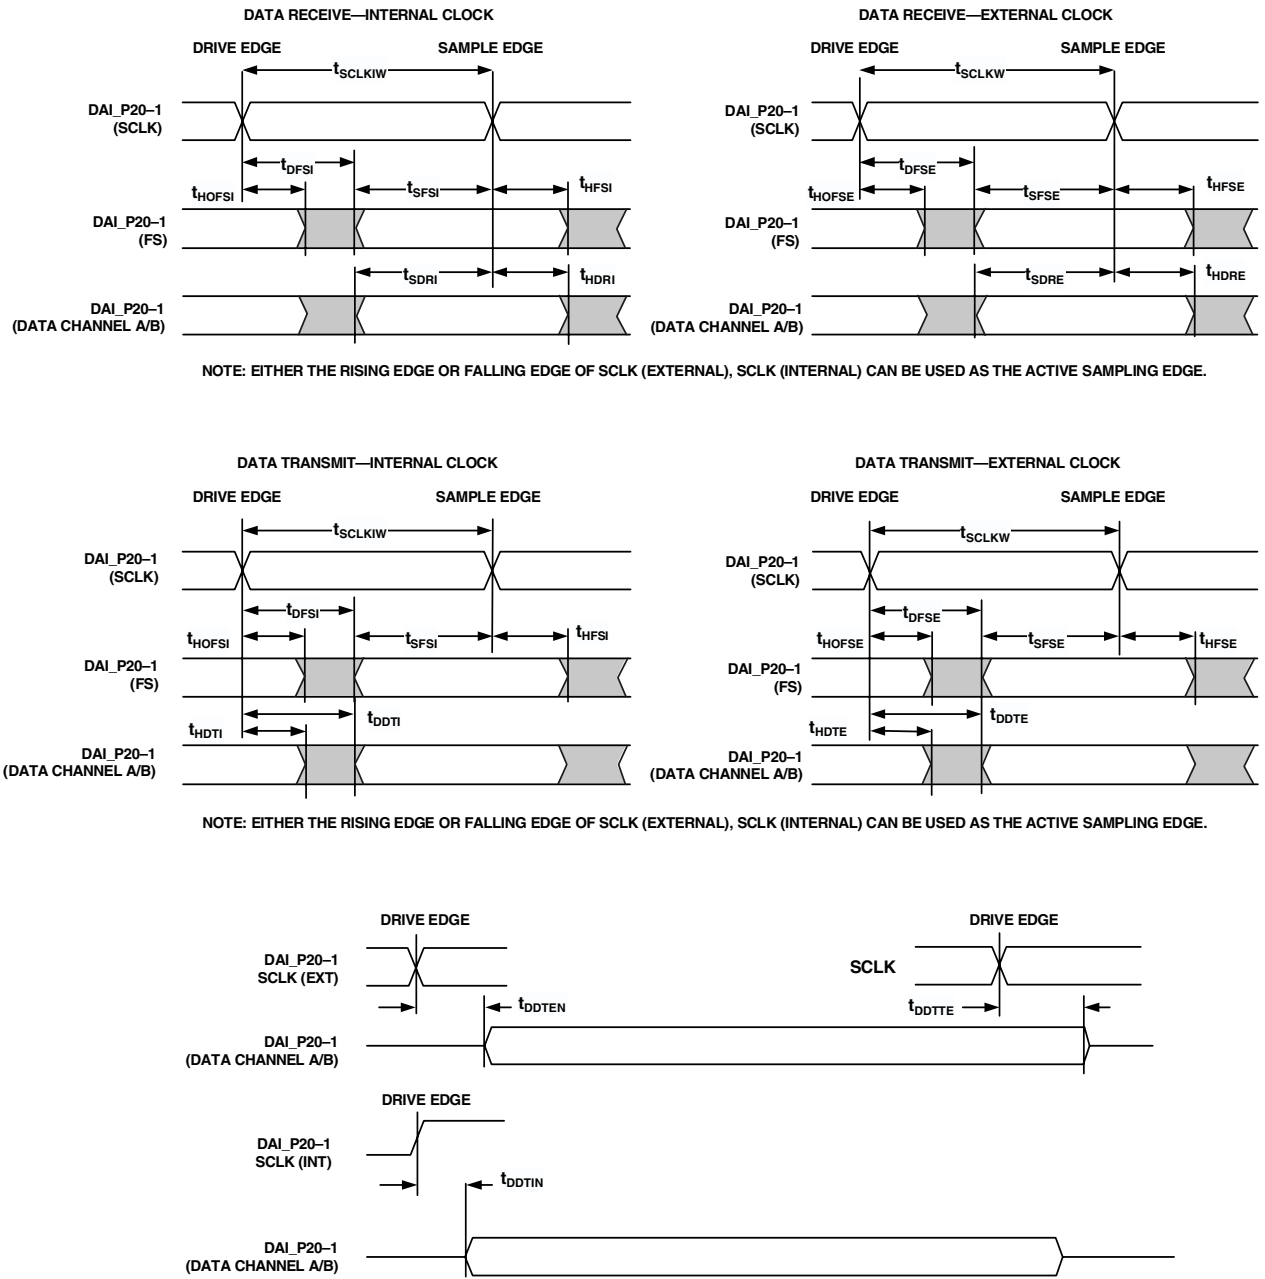 DATA RECEIVE—INTERNAL CLOCK
DRIVE EDGE
SAMPLE EDGE
tSCLKIW
DAI_P20–1
(SCLK)
tDFSI
tHOFSI
tSFSI
tHFSI
DAI_P20–1
(FS)
tSDRI
tHDRI
DAI_P20–1
(DATA CHANNEL A/B)
DATA RECEIVE—EXTERNAL CLOCK
DRIVE EDGE
SAMPLE EDGE
tSCLKW
DAI_P20–1
(SCLK)
tDFSE
tHOFSE
tSFSE
tHFSE
DAI_P20–1
(FS)
tSDRE
tHDRE
DAI_P20–1
(DATA CHANNEL A/B)
NOTE: EITHER THE RISING EDGE OR FALLING EDGE OF SCLK (EXTERNAL), SCLK (INTERNAL) CAN BE USED AS THE ACTIVE SAMPLING EDGE.
DATA TRANSMIT—INTERNAL CLOCK
DRIVE EDGE
SAMPLE EDGE
tSCLKIW
DAI_P20–1
(SCLK)
tDFSI
tHOFSI
tSFSI
tHFSI
DAI_P20–1
(FS)
tDDTI
tHDTI
DAI_P20–1
(DATA CHANNEL A/B)
DATA TRANSMIT—EXTERNAL CLOCK
DRIVE EDGE
SAMPLE EDGE
tSCLKW
DAI_P20–1
(SCLK)
tDFSE
tHOFSE
tSFSE
tHFSE
DAI_P20–1
(FS)
tDDTE
tHDTE
DAI_P20–1
(DATA CHANNEL A/B)
NOTE: EITHER THE RISING EDGE OR FALLING EDGE OF SCLK (EXTERNAL), SCLK (INTERNAL) CAN BE USED AS THE ACTIVE SAMPLING EDGE.
DRIVE EDGE
DRIVE EDGE
DAI_P20–1
SCLK (EXT)
SCLK
tDDTEN
tDDTTE
DAI_P20–1
(DATA CHANNEL A/B)
DRIVE EDGE
DAI_P20–1
SCLK (INT)
tDDTIN
DAI_P20–1
(DATA CHANNEL A/B)